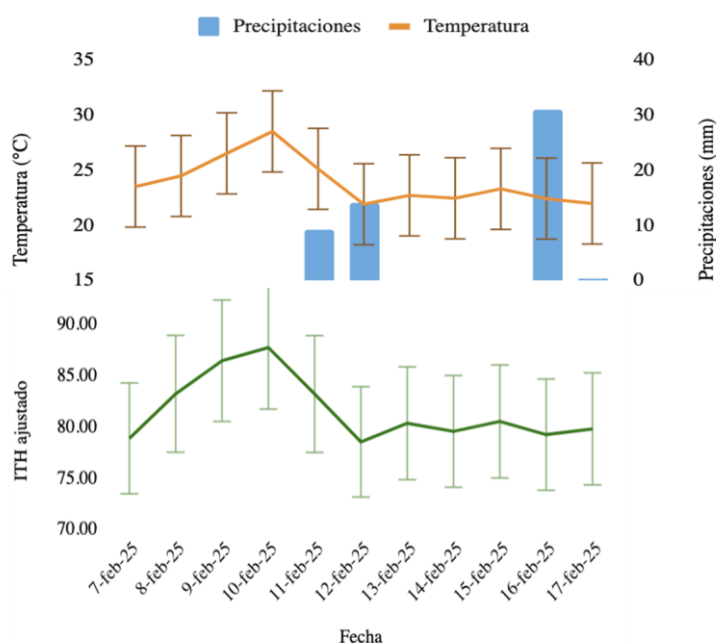 Precipitaciones Temperatura
35
30
25
20
15
Temperatura (°C)
40
30
20
10
0
Precipitaciones (mm)
90.00
85.00
80.00
75.00
70.00
ITH ajustado
7-feb-25
8-feb-25
9-feb-25
10-feb-25
11-feb-25
12-feb-25
13-feb-25
14-feb-25
15-feb-25
16-feb-25
17-feb-25
Fecha